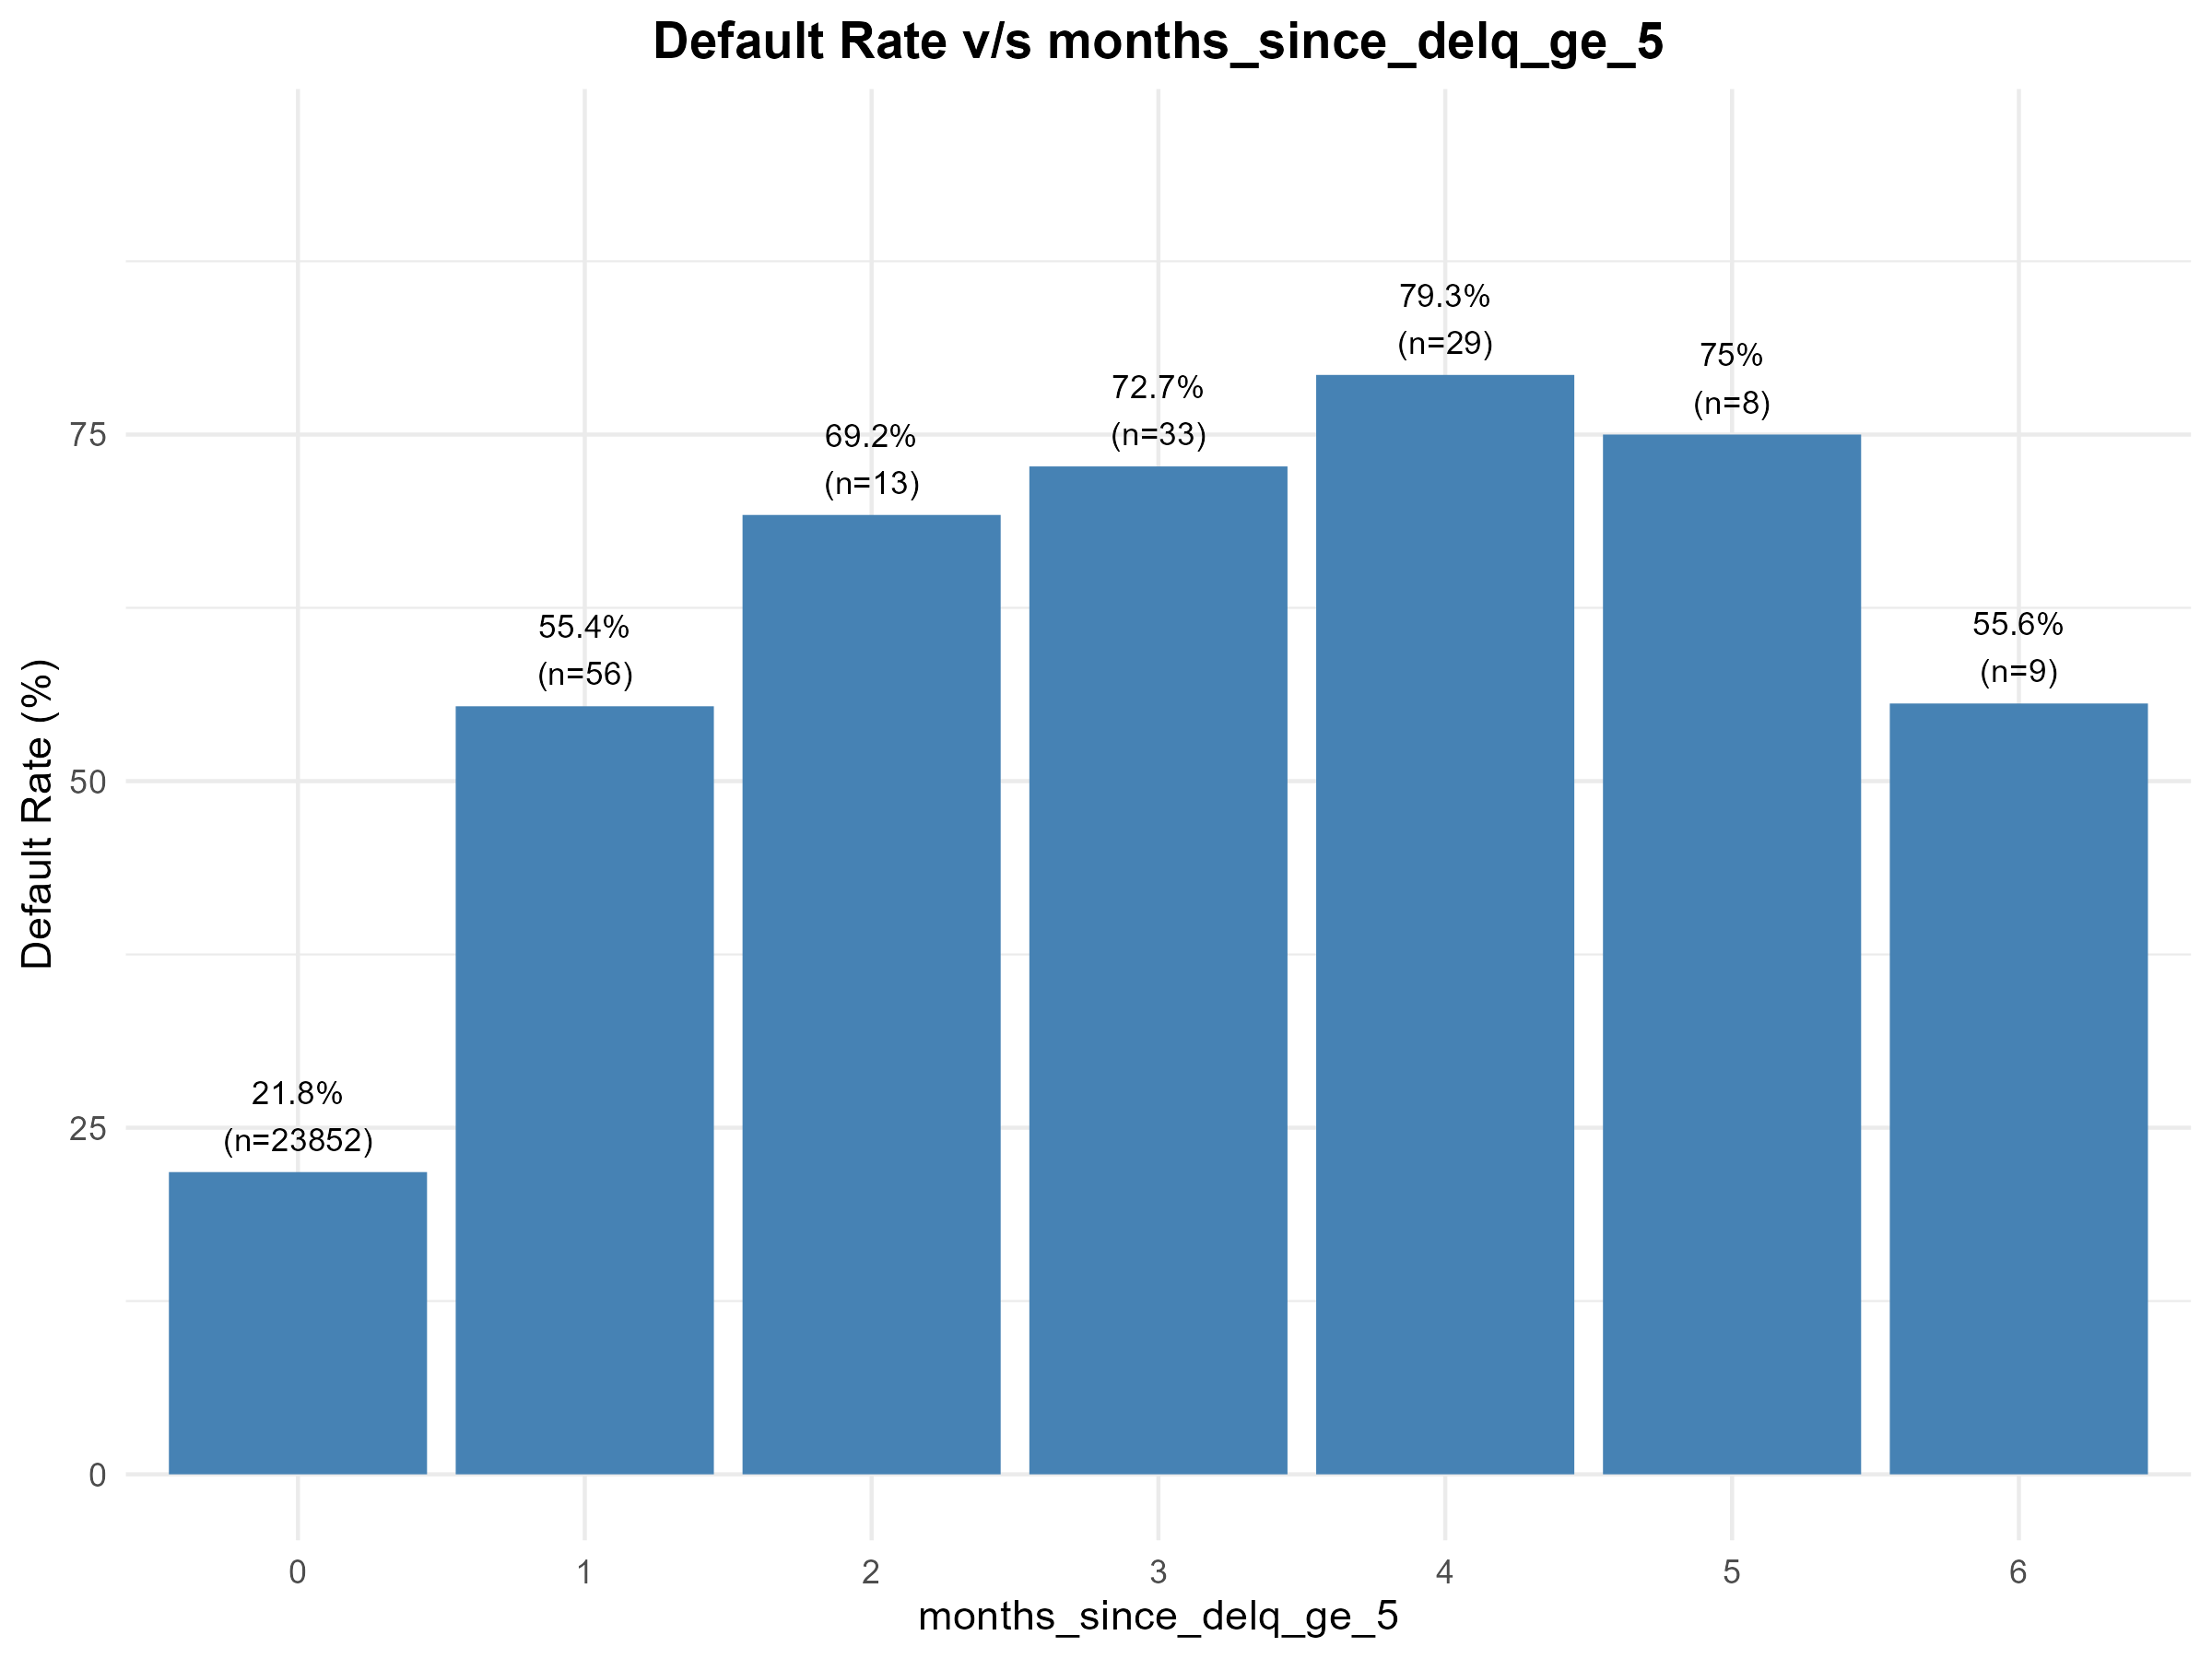 Default Rate v/s months_since_delq_ge_5
Default Rate (%)
75
50
25
0
21.8%
(n=23852)
55.4%
(n=56)
69.2%
(n=13)
72.7%
(n=33)
79.3%
(n=29)
75%
(n=8)
55.6%
(n=9)
0 1 2 3 4 5 6
months_since_delq_ge_5